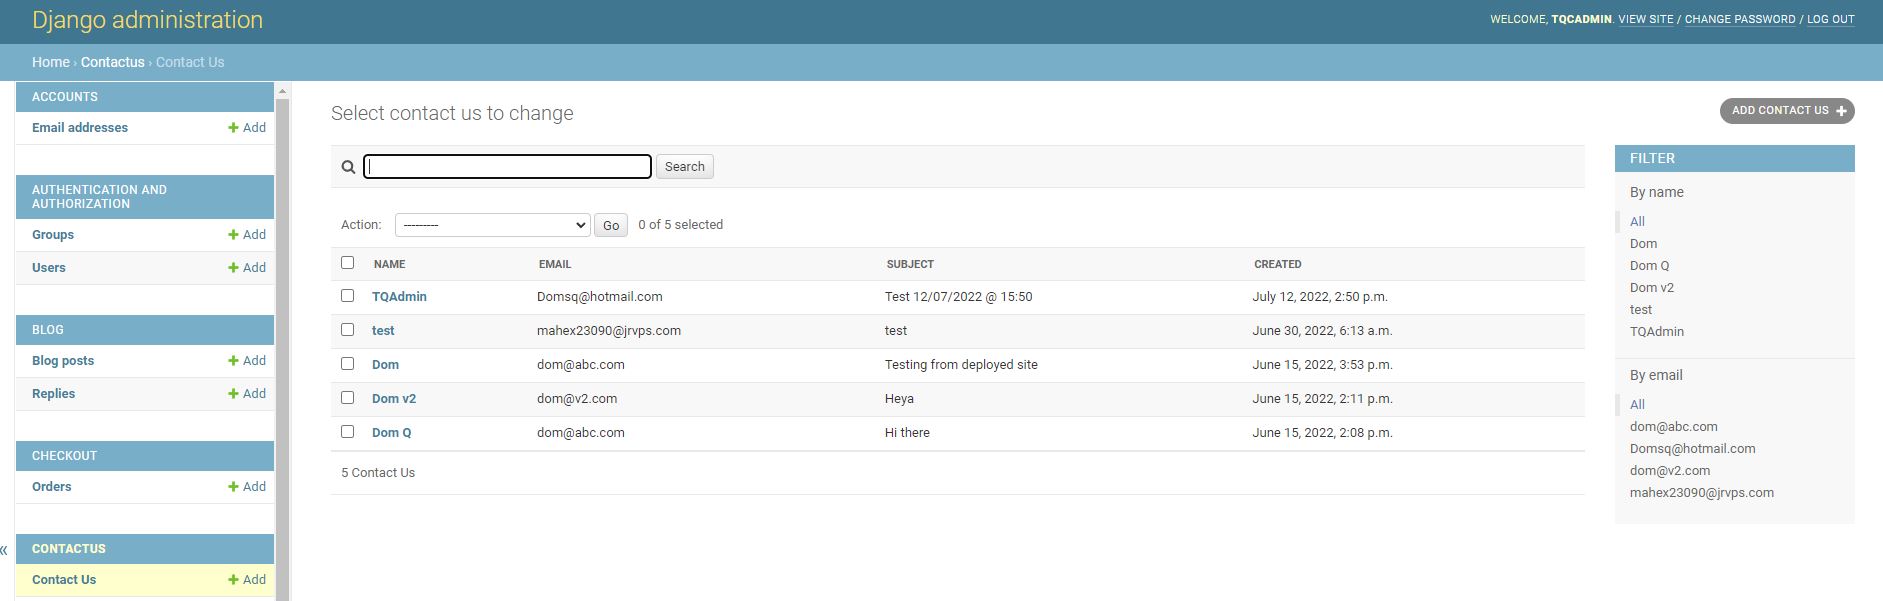 Django administration
WELCOME, TQCADMIN. VIEW SITE / CHANGE PASSWORD / LOG OUT
Home › Contactus › Contact Us
ACCOUNTS
Email addresses + Add
AUTHENTICATION AND
AUTHORIZATION
Groups + Add
Users + Add
BLOG
Blog posts + Add
Replies + Add
CHECKOUT
Orders + Add
CONTACTUS
Contact Us + Add
«
Select contact us to change
ADD CONTACT US +
Search
Action: --------- Go 0 of 5 selected
NAME EMAIL SUBJECT CREATED
TQAdmin Domsq@hotmail.com Test 12/07/2022 @ 15:50 July 12, 2022, 2:50 p.m.
test mahex23090@jrvps.com test June 30, 2022, 6:13 a.m.
Dom dom@abc.com Testing from deployed site June 15, 2022, 3:53 p.m.
Dom v2 dom@v2.com Heya June 15, 2022, 2:11 p.m.
Dom Q dom@abc.com Hi there June 15, 2022, 2:08 p.m.
5 Contact Us
FILTER
By name
All
Dom
Dom Q
Dom v2
test
TQAdmin
By email
All
dom@abc.com
Domsq@hotmail.com
dom@v2.com
mahex23090@jrvps.com